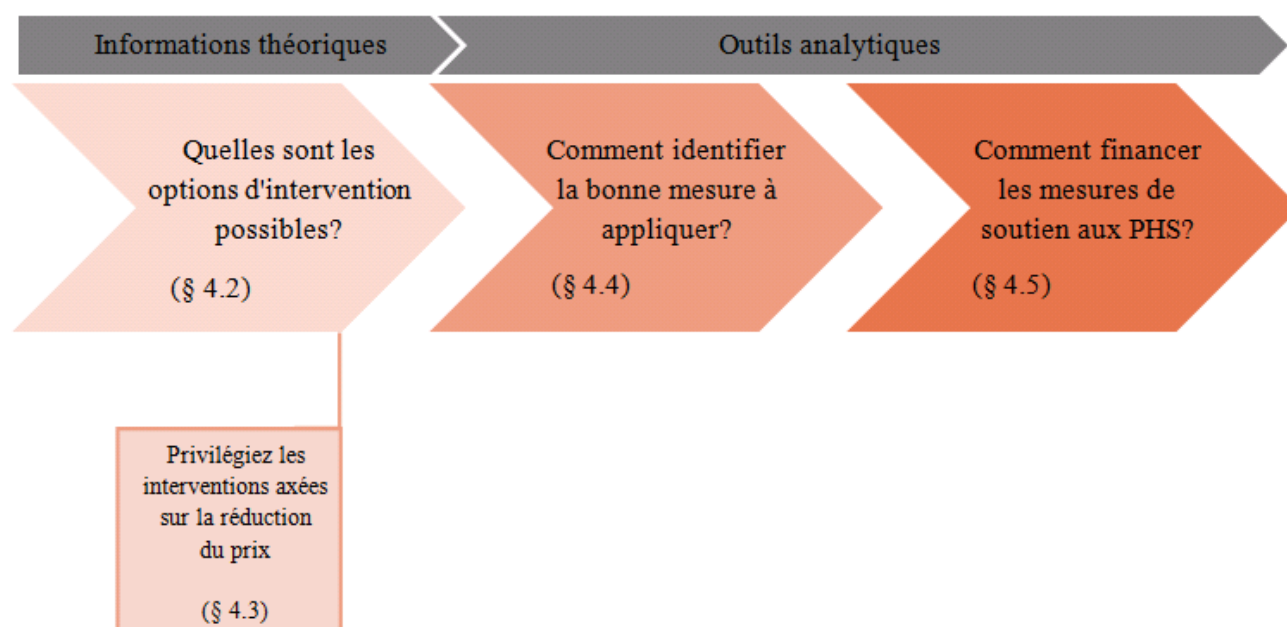 Informations théoriques
Outils analytiques
Quelles sont les
options d'intervention
possibles?
(§ 4.2)
Comment identifier
la bonne mesure à
appliquer?
(§ 4.4)
Comment financer
les mesures de
soutien aux PHS?
(§ 4.5)
Privilégiez les
interventions axées
sur la réduction
du prix
(§ 4.3)